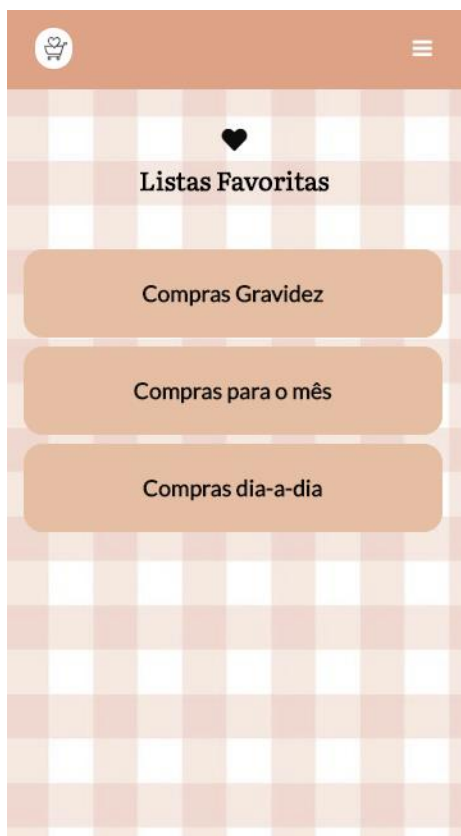 Listas Favoritas
Compras Gravidez
Compras para o mês
Compras dia-a-dia